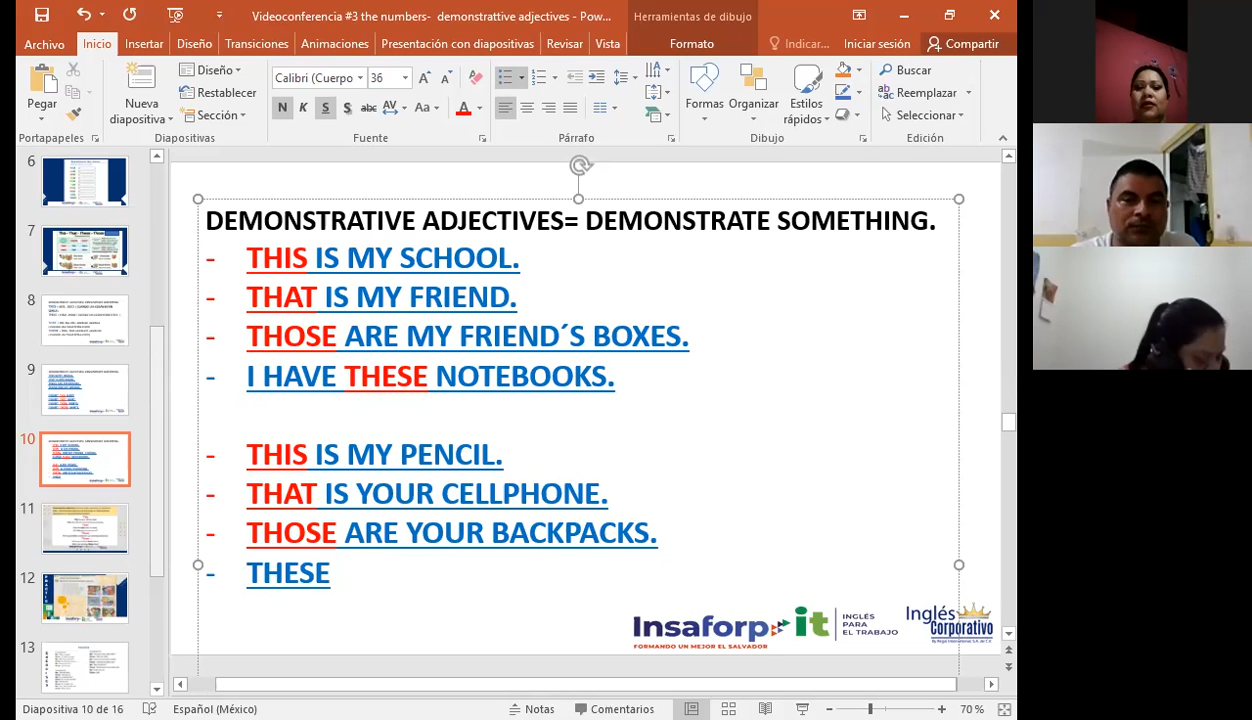 Videoconferencia #3 the numbers- demonstrattive adjectives - Pow...
Herramientas de dibujo
Archivo
Inicio
Insertar
Diseño
Transiciones
Animaciones
Presentación con diapositivas
Revisar
Vista
Formato
Indicar...
Iniciar sesión
Compartir
Pegar
Nueva diapositiva
Diseño
Restablecer
Sección
Calibri (Cuerpo)
36
N K S S abc AV Aa A
Formas
Organizar
Estilos rápidos
Buscar
Reemplazar
Seleccionar
Portapapeles
Diapositivas
Fuente
Párrafo
Dibujo
Edición
6
7
8
9
10
11
12
13
DEMONSTRATIVE ADJECTIVES= DEMONSTRATE SOMETHING.
- THIS IS MY SCHOOL.
- THAT IS MY FRIEND.
- THOSE ARE MY FRIEND´S BOXES.
- I HAVE THESE NOTEBOOKS.
- THIS IS MY PENCIL.
- THAT IS YOUR CELLPHONE.
- THOSE ARE YOUR BACKPACKS.
- THESE
Insaforp
FORMANDO UN MEJOR EL SALVADOR
it
INGLÉS PARA EL TRABAJO
Inglés Corporativo
Diapositiva 10 de 16
Español (México)
Notas
Comentarios
70 %